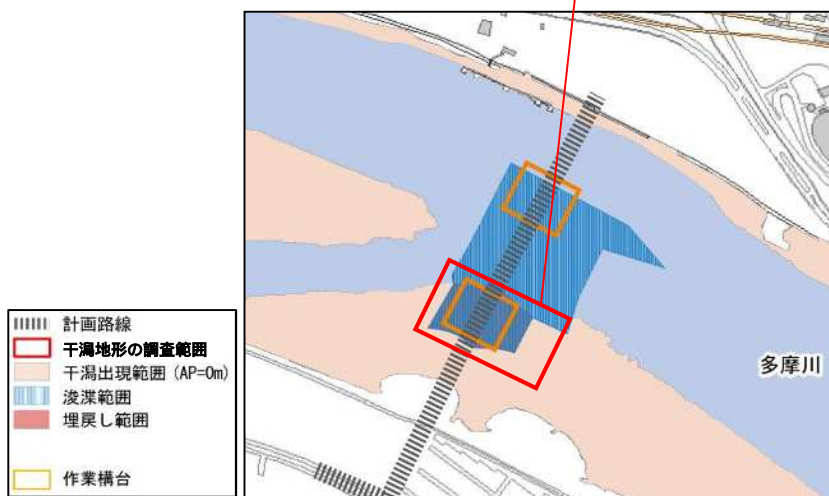 計画路線
干潟地形の調査範囲
干潟出現範囲 (AP=0m)
浚渫範囲
埋戻し範囲
作業構台
多摩川